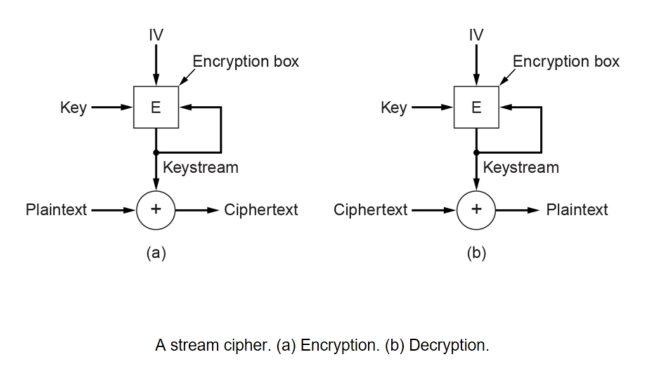 IV
Encryption box
Key
E
Keystream
Plaintext
+
Ciphertext
(a)
IV
Encryption box
Key
E
Keystream
Ciphertext
+
Plaintext
(b)
A stream cipher. (a) Encryption. (b) Decryption.